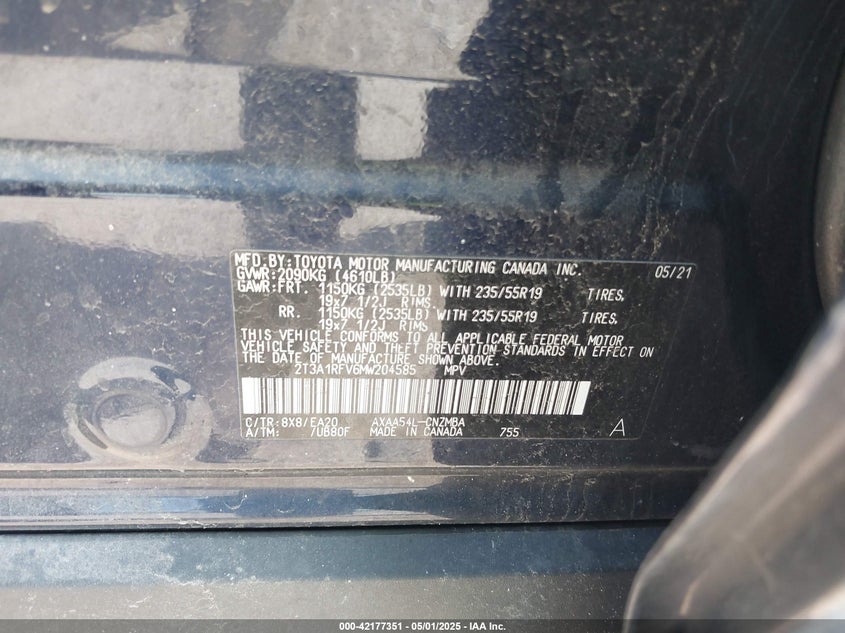 MFD.BY:TOYOTA MOTOR MANUFACTURING CANADA INC. 05/21
GVWR:2090KG (4610LB)
GAWR:FRT. 1150KG (2535LB) WITH 235/55R19 TIRES,
19x7 1/2J RIMS,
RR. 1150KG (2535LB) WITH 235/55R19 TIRES,
19x7 1/2J RIMS
THIS VEHICLE CONFORMS TO ALL APPLICABLE FEDERAL MOTOR
VEHICLE SAFETY AND THEFT PREVENTION STANDARDS IN EFFECT ON
THE DATE OF MANUFACTURE SHOWN ABOVE.
2T3A1RFV6MW204585 MPV
C/TR:8X8/EA20 AXAA54L-CNZMBA
A/TM: /UB80F MADE IN CANADA 755 A
000-42177351 - 05/01/2025 - IAA Inc.